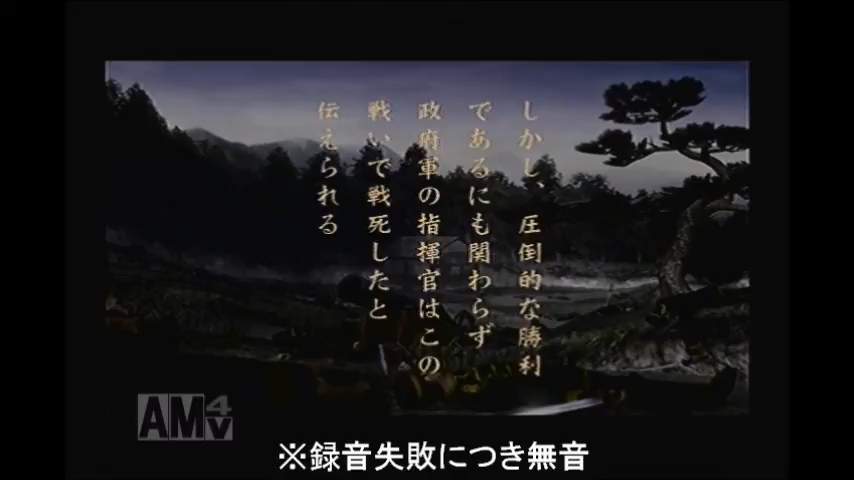 しかし、圧倒的な勝利
であるにも関わらず
政府軍の指揮官はこの
戦いで戦死したと
伝えられる
AM4V
※録音失敗につき無音